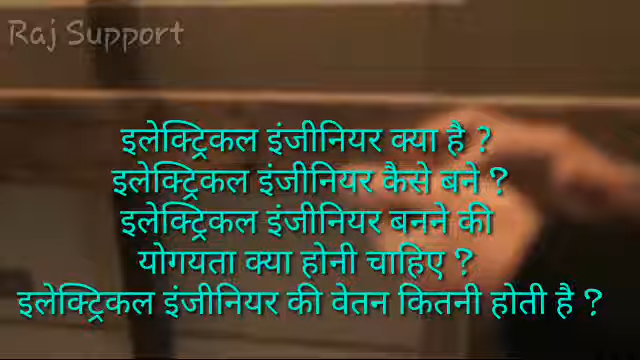 Raj Support
इलेक्ट्रिकल इंजीनियर क्या है ?
इलेक्ट्रिकल इंजीनियर कैसे बने ?
इलेक्ट्रिकल इंजीनियर बनने की
योगयता क्या होनी चाहिए ?
इलेक्ट्रिकल इंजीनियर की वेतन कितनी होती है ?